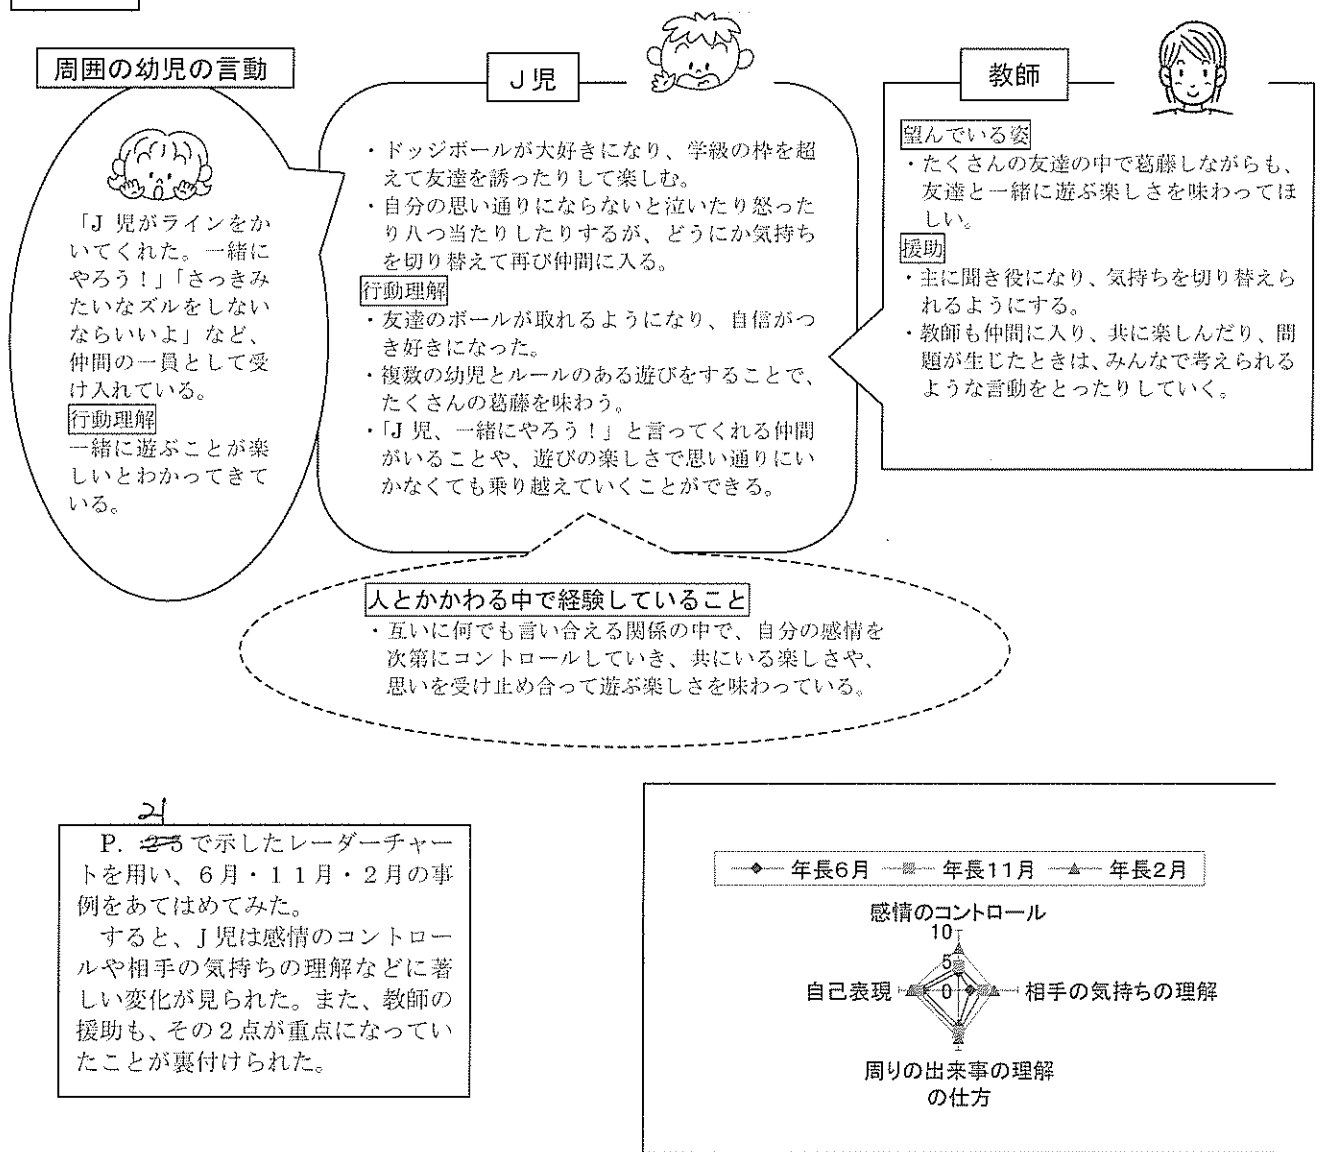 周囲の幼児の言動
「J 児がラインをか
いてくれた。一緒に
やろう！」「さっきみ
たいなズルをしない
ならいいよ」など、
仲間の一員として受
け入れている。
行動理解
一緒に遊ぶことが楽
しいとわかってきて
いる。
J児
・ドッジボールが大好きになり、学級の枠を超
えて友達を誘ったりして楽しむ。
・自分の思い通りにならないと泣いたり怒った
り八つ当たりしたりするが、どうにか気持ち
を切り替えて再び仲間に入る。
行動理解
・友達のボールが取れるようになり、自信がつ
き好きになった。
・複数の幼児とルールのある遊びをすることで、
たくさんの葛藤を味わう。
・「J 児、一緒にやろう！」と言ってくれる仲間
がいることや、遊びの楽しさで思い通りにい
かなくても乗り越えていくことができる。
教師
望んでいる姿
・たくさんの友達の中で葛藤しながらも、
友達と一緒に遊ぶ楽しさを味わってほ
しい。
援助
・主に聞き役になり、気持ちを切り替えら
れるようにする。
・教師も仲間に入り、共に楽しんだり、問
題が生じたときは、みんなで考えられる
ような言動をとったりしていく。
人とかかわる中で経験していること
・互いに何でも言い合える関係の中で、自分の感情を
次第にコントロールしていき、共にいる楽しさや、
思いを受け止め合って遊ぶ楽しさを味わっている。
21
P. で示したレーダーチャー
トを用い、６月・１１月・２月の事
例をあてはめてみた。
すると、J 児は感情のコントロー
ルや相手の気持ちの理解などに著
しい変化が見られた。また、教師の
援助も、その２点が重点になってい
たことが裏付けられた。
年長6月 年長11月 年長2月
感情のコントロール
10
5
自己表現 0 相手の気持ちの理解
周りの出来事の理解
の仕方